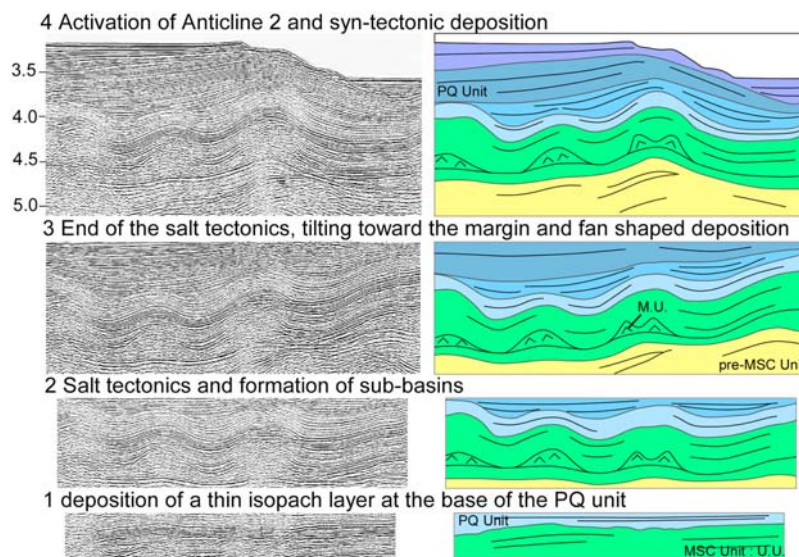 4 Activation of Anticline 2 and syn-tectonic deposition
3.5
4.0
4.5
5.0
PQ Unit
3 End of the salt tectonics, tilting toward the margin and fan shaped deposition
M.U.
pre-MSC Un
2 Salt tectonics and formation of sub-basins
1 deposition of a thin isopach layer at the base of the PQ unit
PQ Unit
MSC Unit : U.U.